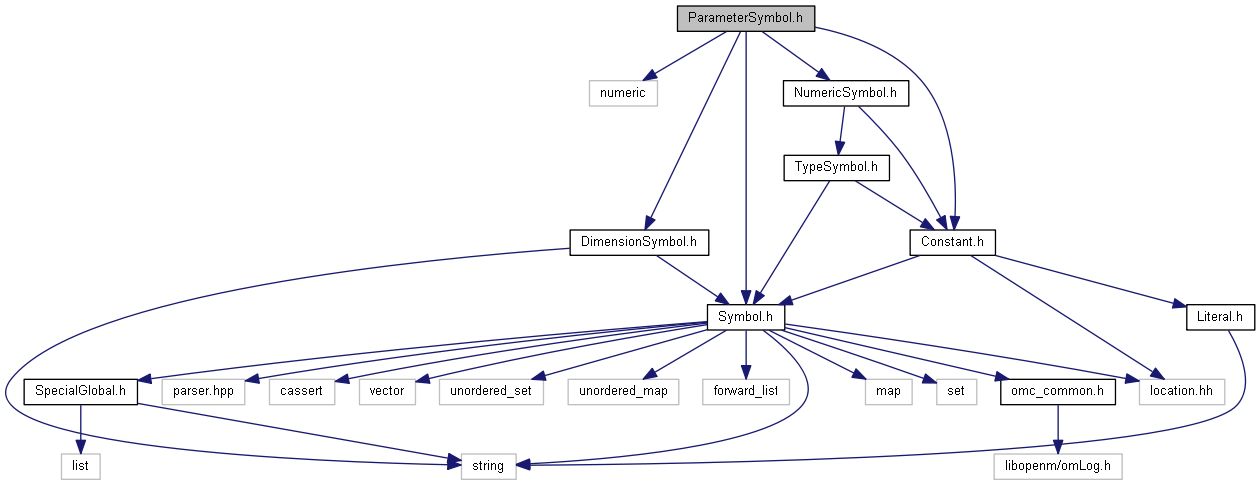 ParameterSymbol.h
numeric
NumericSymbol.h
TypeSymbol.h
DimensionSymbol.h
Constant.h
Symbol.h
Literal.h
SpecialGlobal.h
parser.hpp
cassert
vector
unordered_set
unordered_map
forward_list
map
set
omc_common.h
location.hh
list
string
libopenm/omLog.h